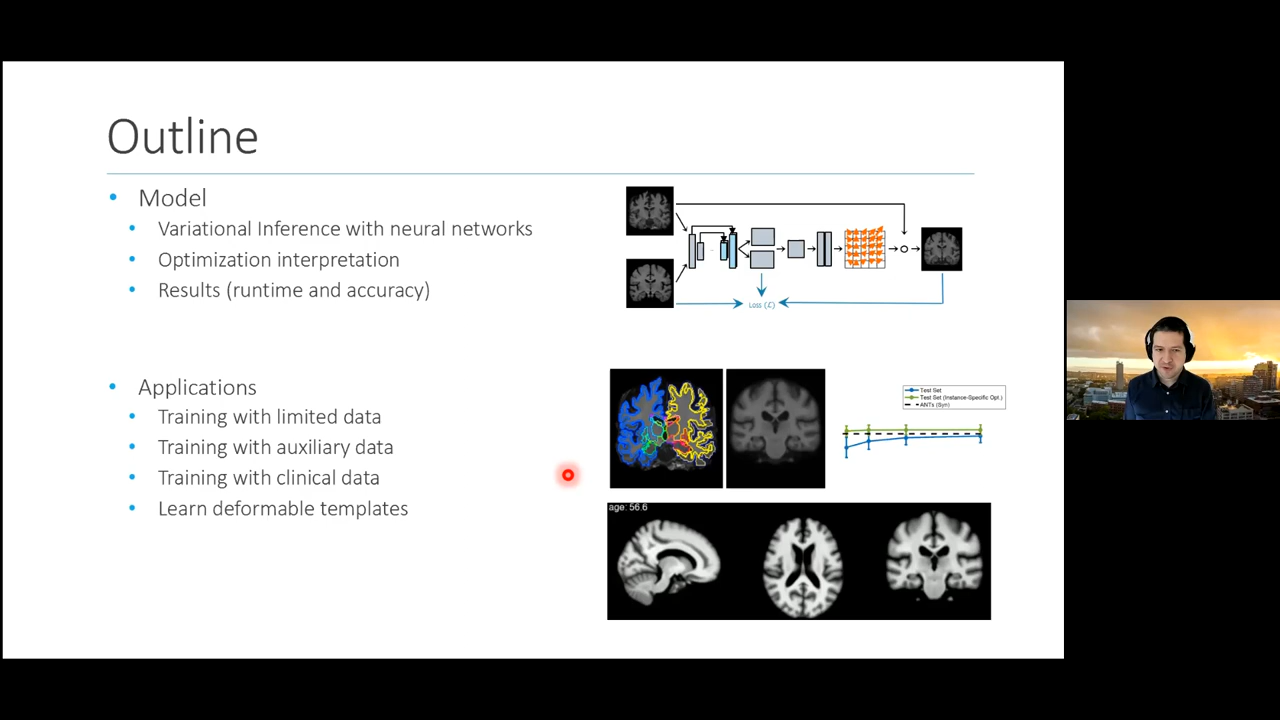 Outline
• Model
• Variational Inference with neural networks
• Optimization interpretation
• Results (runtime and accuracy)
Loss (ℒ)
• Applications
• Training with limited data
• Training with auxiliary data
• Training with clinical data
• Learn deformable templates
Test Set
Test Set (Instance-Specific Opt.)
ANTs (Syn)
age: 56.6